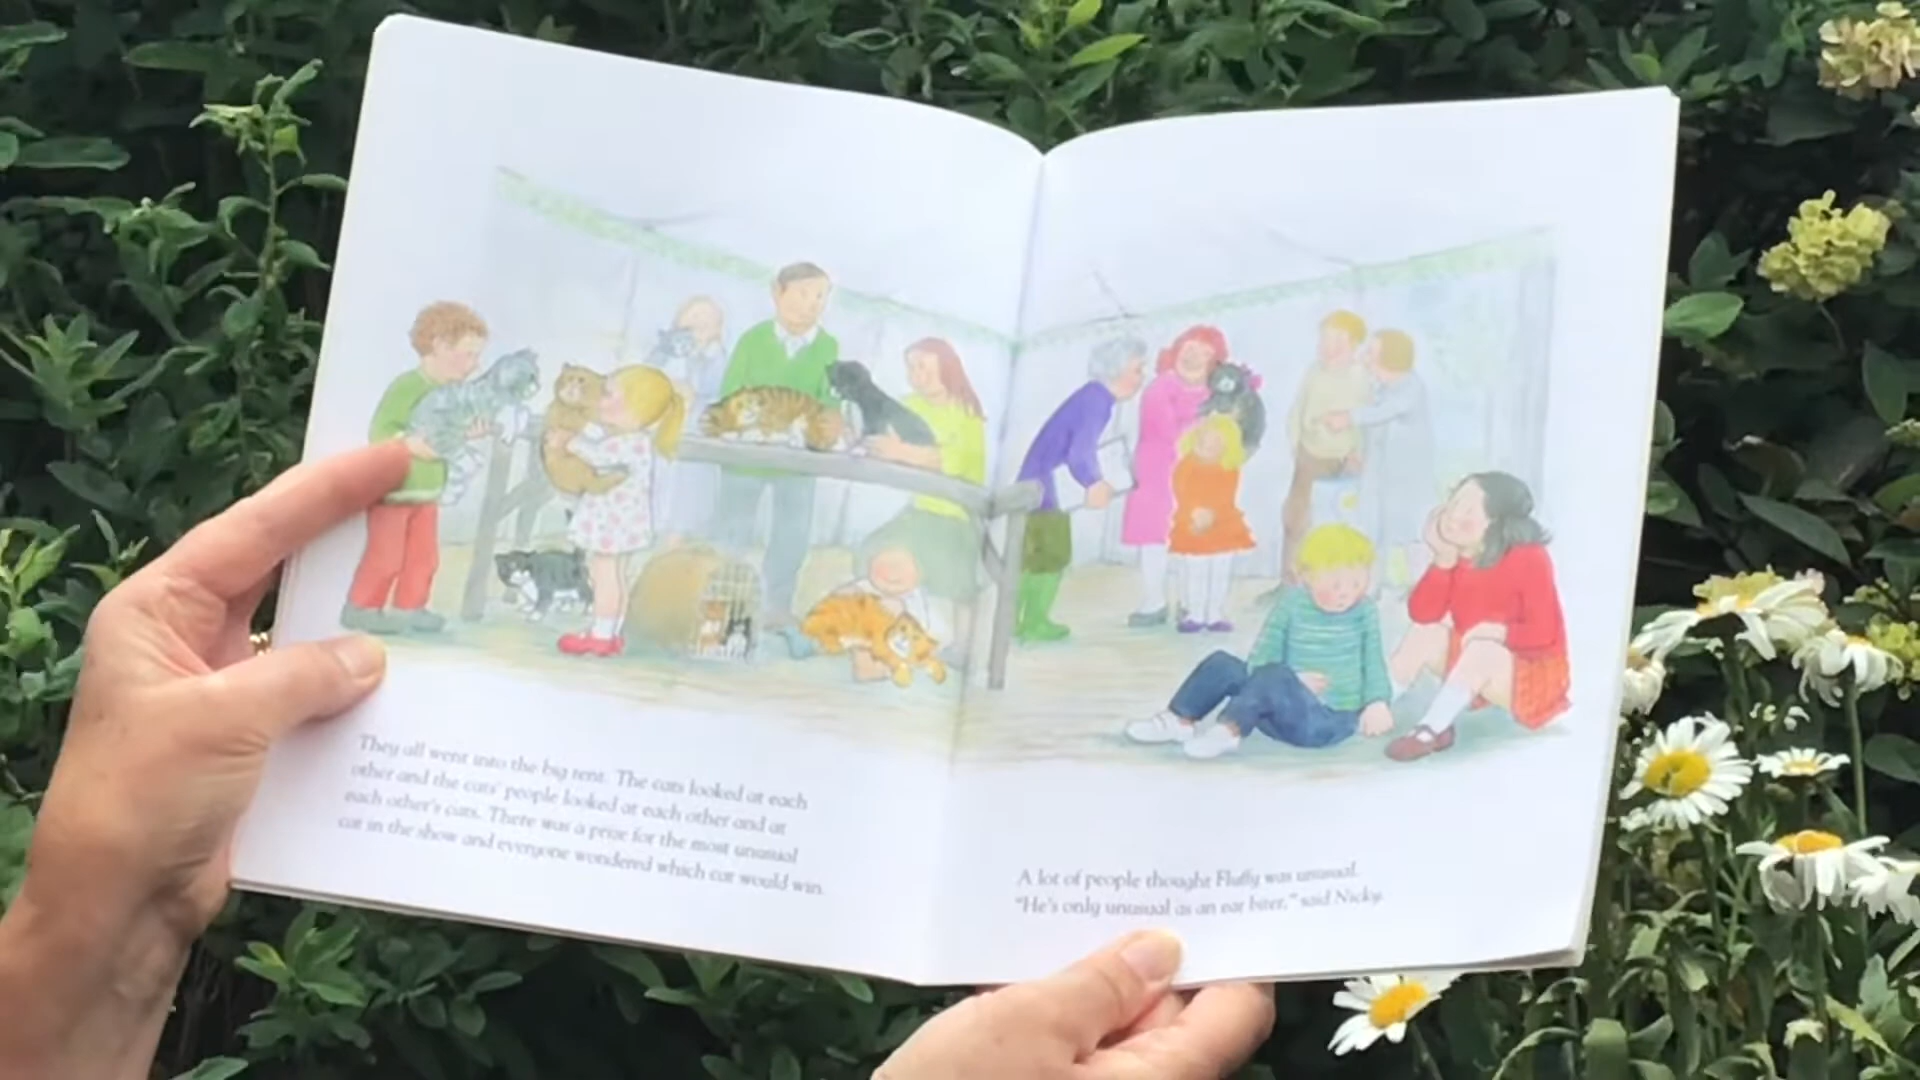 They all went into the big tent. The cats looked at each
other and the cats' people looked at each other and at
each other's cats. There was a prize for the most unusual
cat in the show and everyone wondered which cat would win.
A lot of people thought Fluffy was unusual.
"He's only unusual as an ear biter," said Nicky.